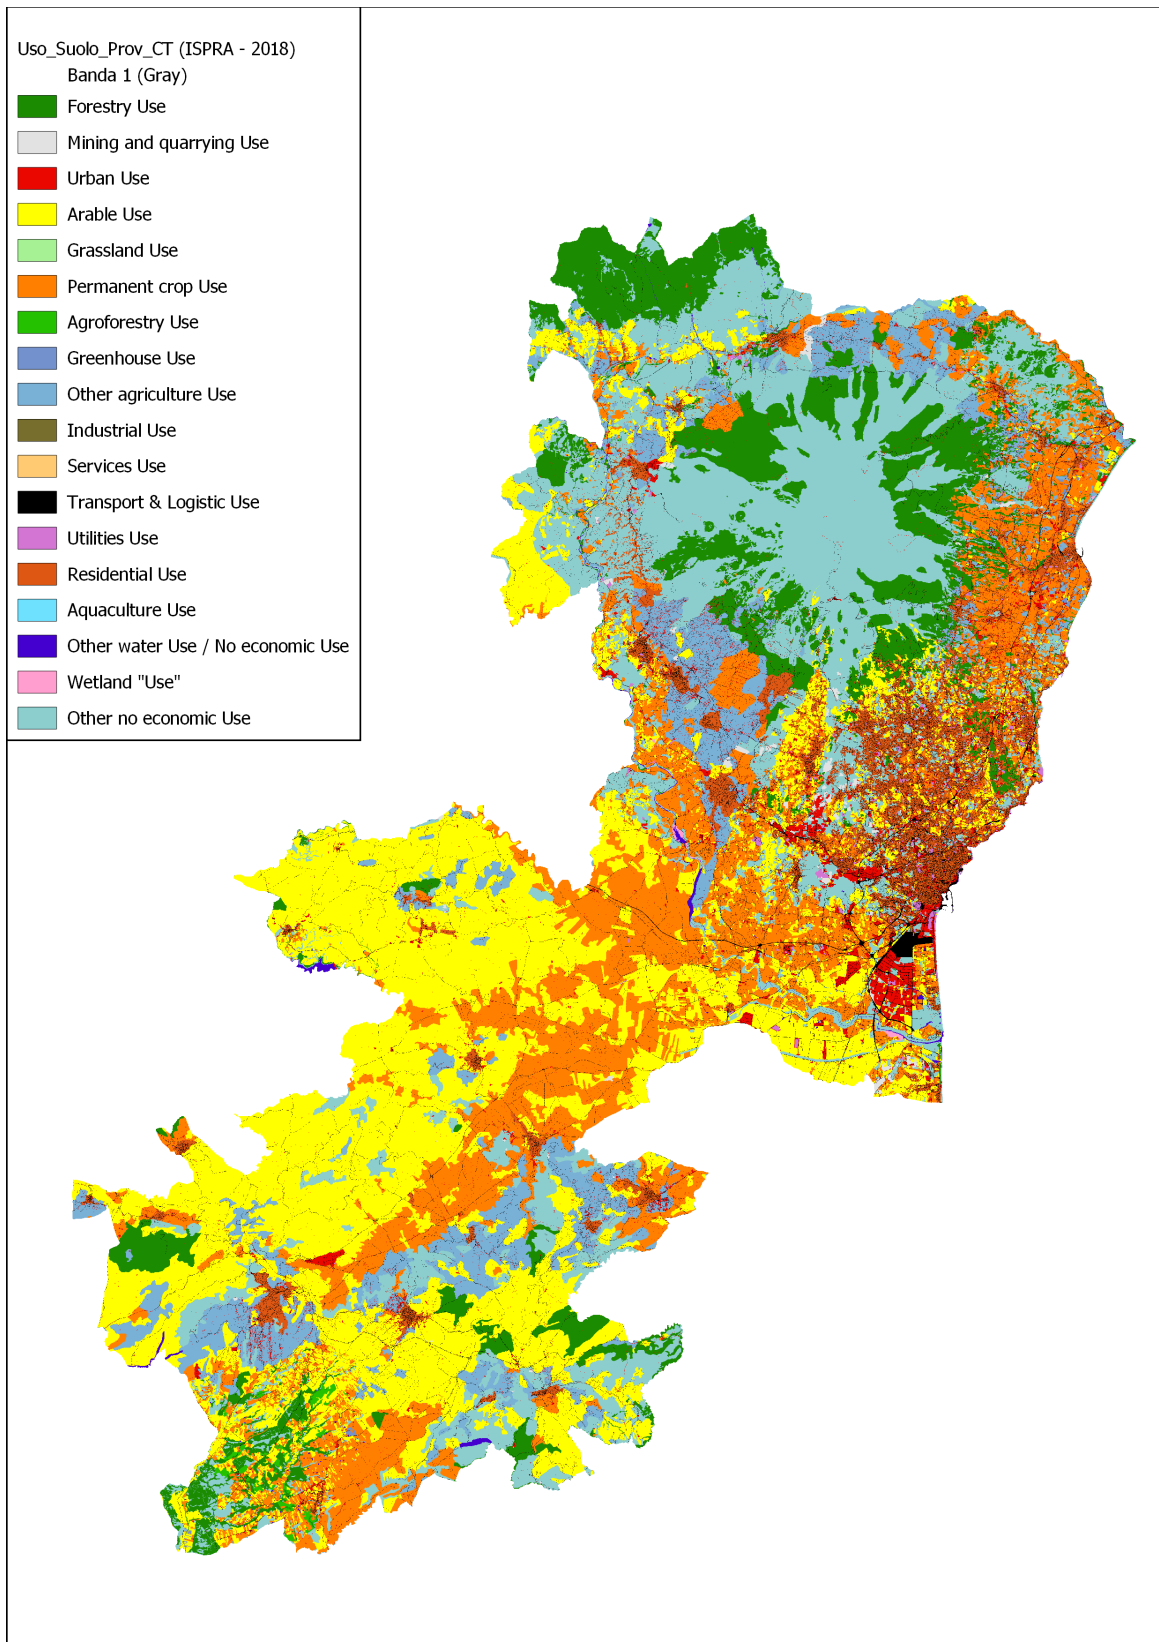 Uso_Suolo_Prov_CT (ISPRA - 2018)
Banda 1 (Gray)
Forestry Use
Mining and quarrying Use
Urban Use
Arable Use
Grassland Use
Permanent crop Use
Agroforestry Use
Greenhouse Use
Other agriculture Use
Industrial Use
Services Use
Transport & Logistic Use
Utilities Use
Residential Use
Aquaculture Use
Other water Use / No economic Use
Wetland "Use"
Other no economic Use